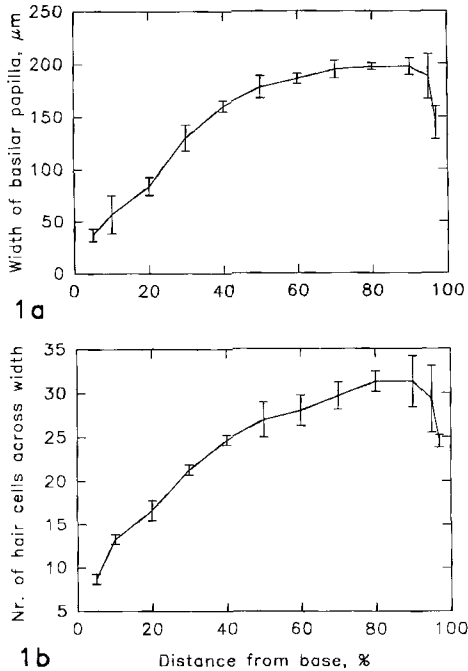 250
200
150
100
50
0
Width of basilar papilla, μm
0 20 40 60 80 100
1a
35
30
25
20
15
10
5
Nr. of hair cells across width
0 20 40 60 80 100
1b
Distance from base, %